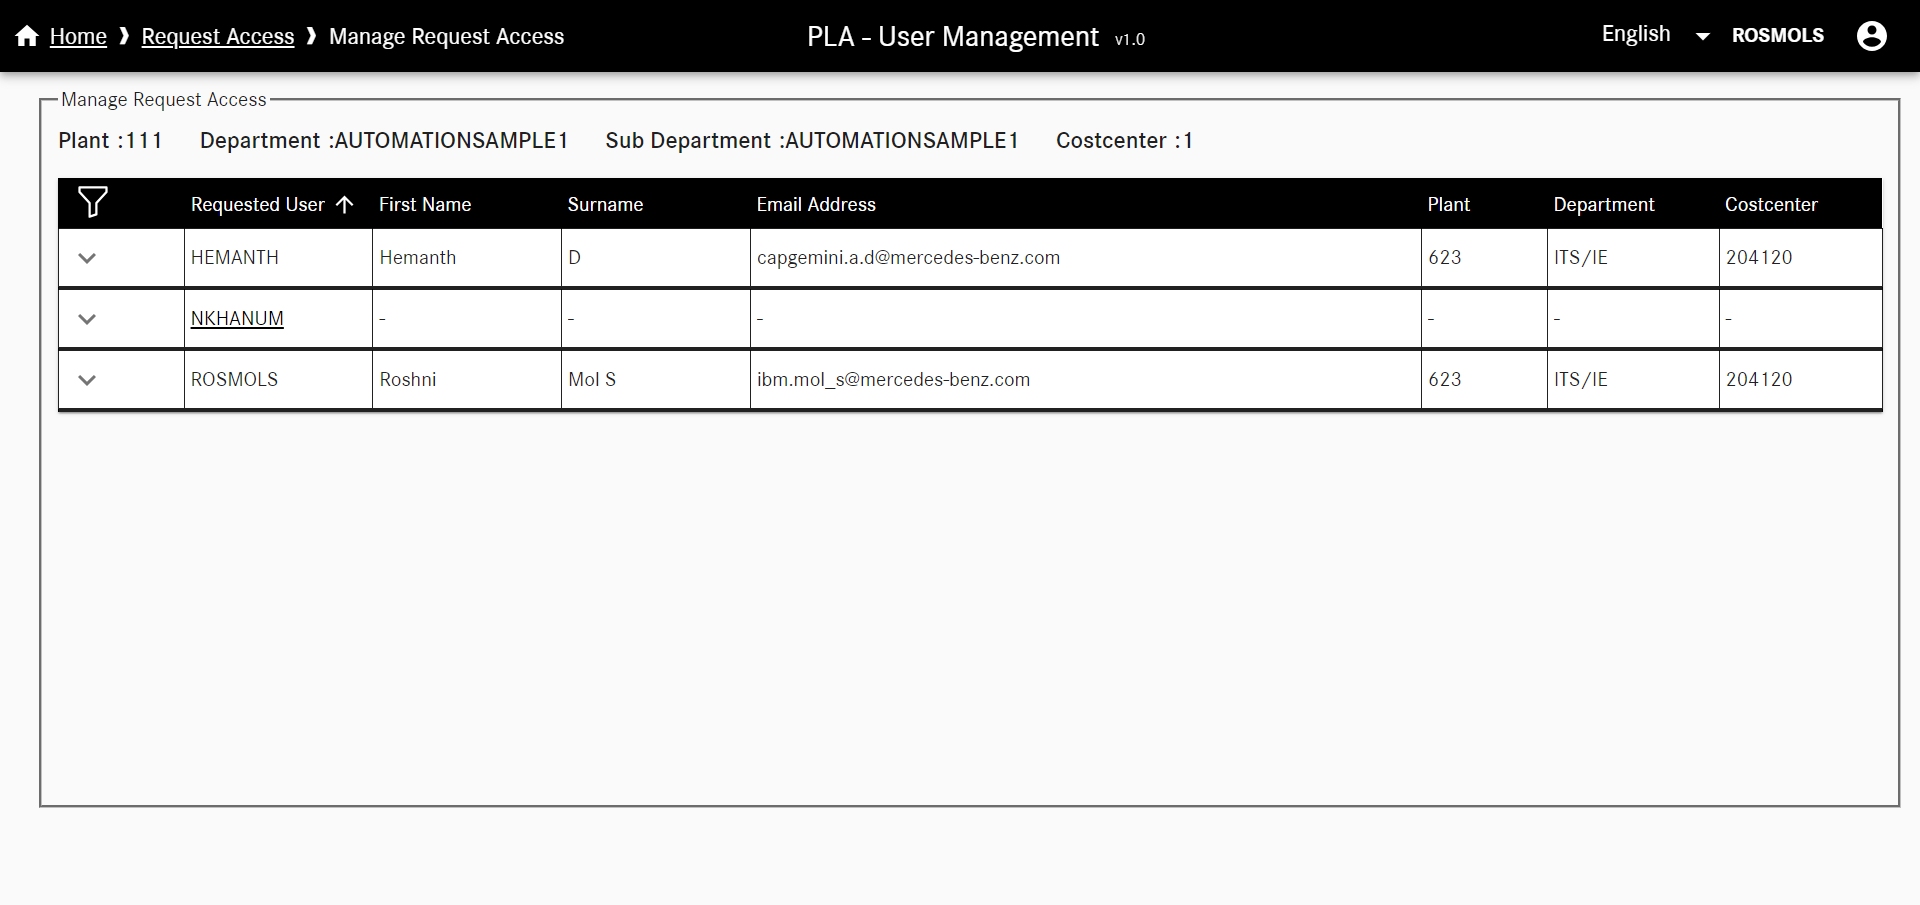 Home ❱ Request Access ❱ Manage Request Access
PLA - User Management v1.0
English ROSMOLS
Manage Request Access
Plant :111 Department :AUTOMATIONSAMPLE1 Sub Department :AUTOMATIONSAMPLE1 Costcenter :1
Requested User First Name Surname Email Address Plant Department Costcenter
HEMANTH Hemanth D capgemini.a.d@mercedes-benz.com 623 ITS/IE 204120
NKHANUM - - - - - -
ROSMOLS Roshni Mol S ibm.mol_s@mercedes-benz.com 623 ITS/IE 204120